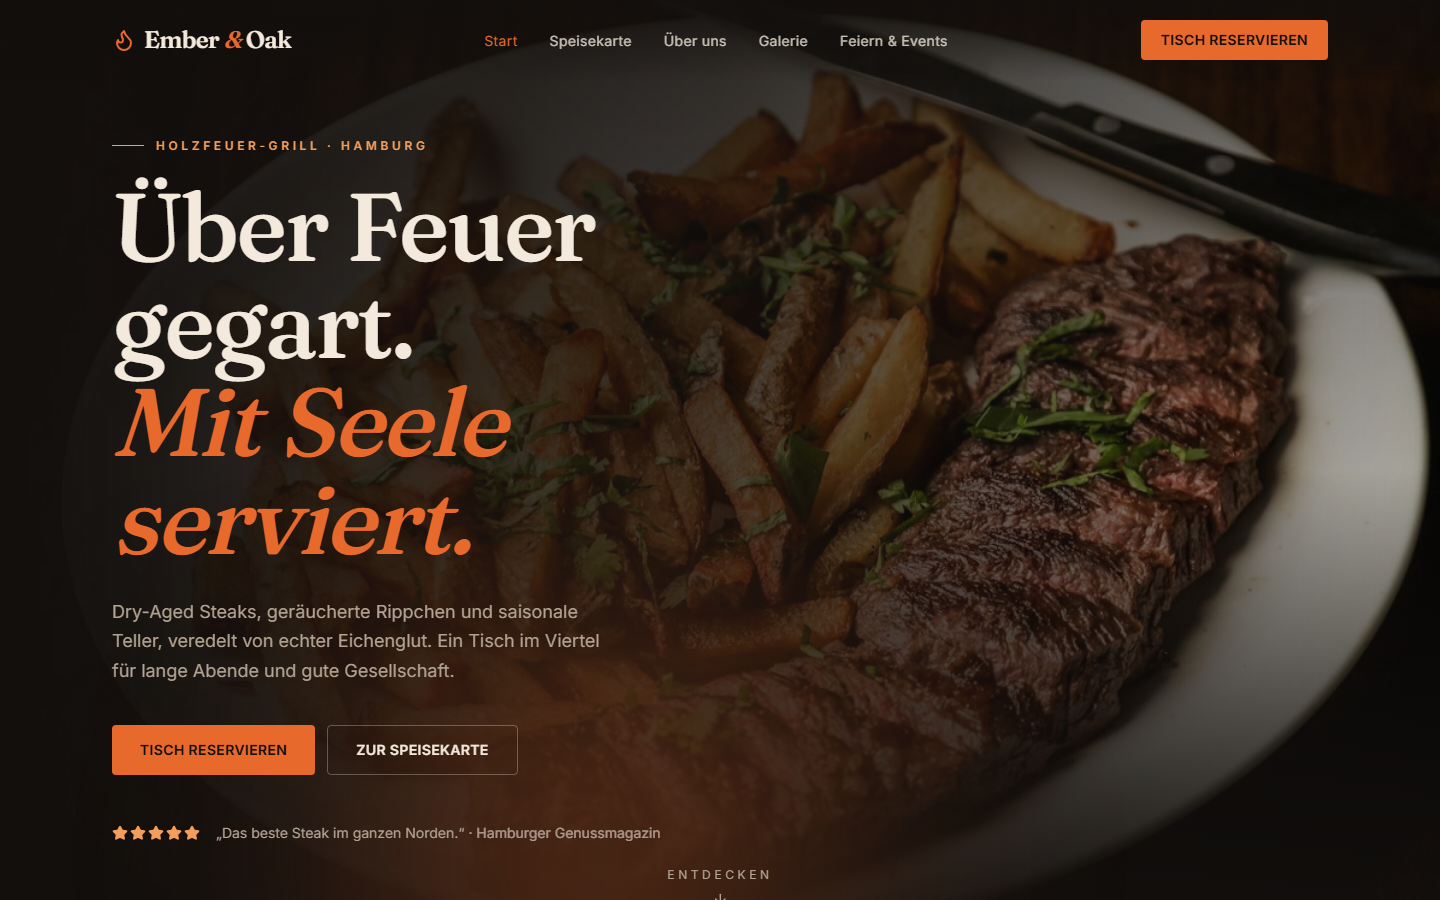 Ember & Oak
Start Speisekarte Über uns Galerie Feiern & Events
TISCH RESERVIEREN
HOLZFEUER-GRILL · HAMBURG
Über Feuer
gegart.
Mit Seele
serviert.
Dry-Aged Steaks, geräucherte Rippchen und saisonale
Teller, veredelt von echter Eichenglut. Ein Tisch im Viertel
für lange Abende und gute Gesellschaft.
TISCH RESERVIEREN
ZUR SPEISEKARTE
„Das beste Steak im ganzen Norden.“ · Hamburger Genussmagazin
ENTDECKEN